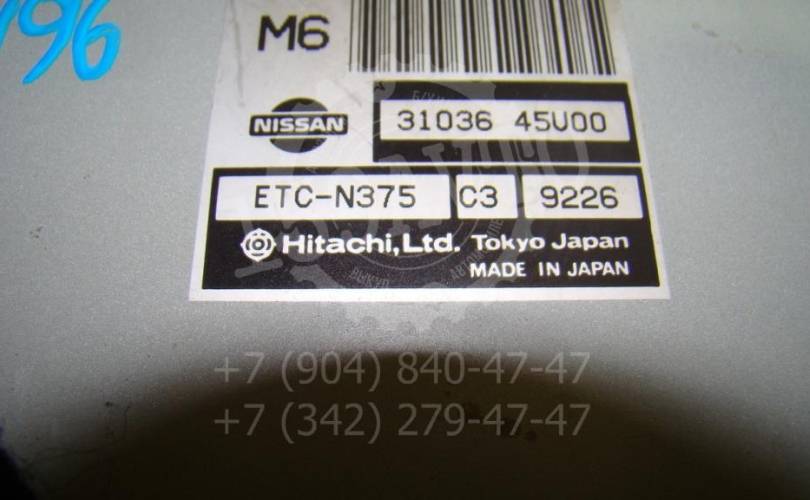 196
M6
NISSAN
31036 45U00
ETC-N375 C3 9226
Hitachi, Ltd. Tokyo Japan
MADE IN JAPAN
+7 (904) 840-47-47
+7 (342) 279-47-47